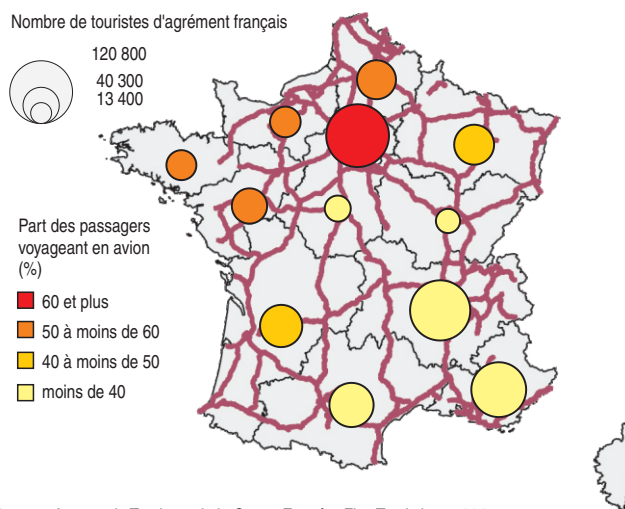 Nombre de touristes d'agrément français
120 800
40 300
13 400
Part des passagers
voyageant en avion
(%)
60 et plus
50 à moins de 60
40 à moins de 50
moins de 40